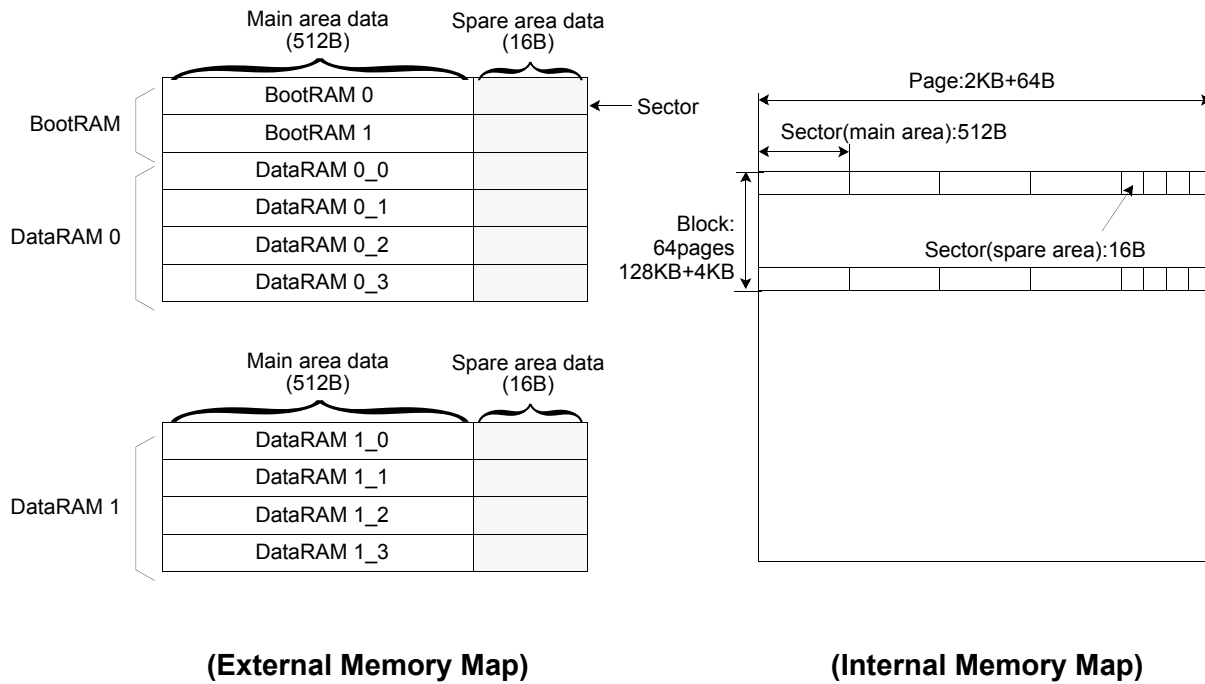 Main area data
(512B)
Spare area data
(16B)
BootRAM
BootRAM 0
BootRAM 1
Sector
DataRAM 0
DataRAM 0_0
DataRAM 0_1
DataRAM 0_2
DataRAM 0_3
Main area data
(512B)
Spare area data
(16B)
DataRAM 1
DataRAM 1_0
DataRAM 1_1
DataRAM 1_2
DataRAM 1_3
(External Memory Map)
Page:2KB+64B
Sector(main area):512B
Block:
64pages
128KB+4KB
Sector(spare area):16B
(Internal Memory Map)